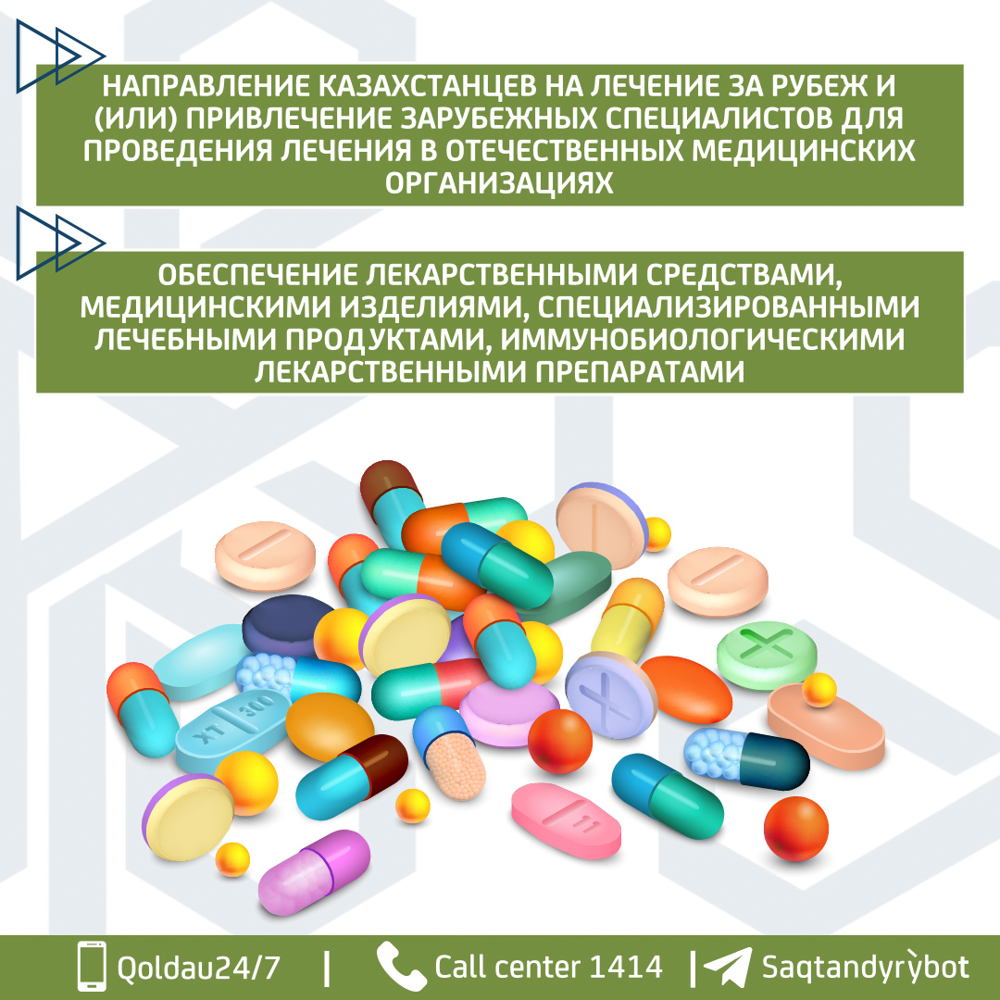 НАПРАВЛЕНИЕ КАЗАХСТАНЦЕВ НА ЛЕЧЕНИЕ ЗА РУБЕЖ И
(ИЛИ) ПРИВЛЕЧЕНИЕ ЗАРУБЕЖНЫХ СПЕЦИАЛИСТОВ ДЛЯ
ПРОВЕДЕНИЯ ЛЕЧЕНИЯ В ОТЕЧЕСТВЕННЫХ МЕДИЦИНСКИХ
ОРГАНИЗАЦИЯХ
ОБЕСПЕЧЕНИЕ ЛЕКАРСТВЕННЫМИ СРЕДСТВАМИ,
МЕДИЦИНСКИМИ ИЗДЕЛИЯМИ, СПЕЦИАЛИЗИРОВАННЫМИ
ЛЕЧЕБНЫМИ ПРОДУКТАМИ, ИММУНОБИОЛОГИЧЕСКИМИ
ЛЕКАРСТВЕННЫМИ ПРЕПАРАТАМИ
XT 300
11
Qoldau24/7 | Call center 1414 | Saqtandyrỳbot